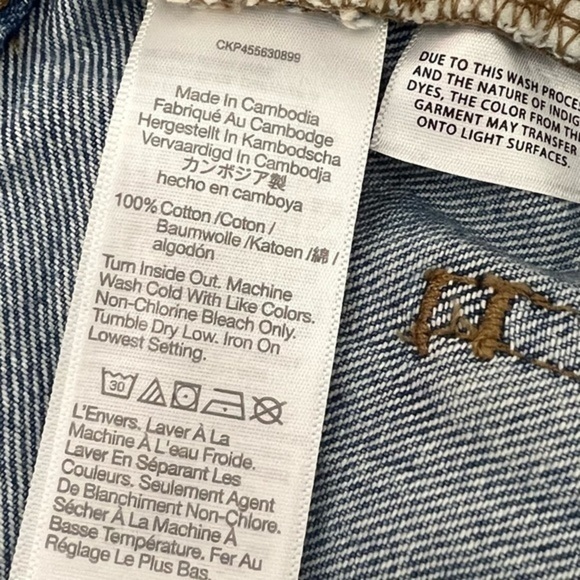 CKP455630899
Made In Cambodia
Fabriqué Au Cambodge
Hergestellt In Kambodscha
Vervaardigd In Cambodja
カンボジア製
hecho en camboya
100% Cotton /Coton /
Baumwolle /Katoen /綿 /
algodón
Turn Inside Out. Machine
Wash Cold With Like Colors.
Non-Chlorine Bleach Only.
Tumble Dry Low. Iron On
Lowest Setting.
30
L'Envers. Laver À La
Machine À L'eau Froide.
Laver En Séparant Les
Couleurs. Seulement Agent
De Blanchiment Non-Chlore.
Sécher À La Machine À
Basse Température. Fer Au
Réglage Le Plus Bas.
DUE TO THIS WASH PROCE
AND THE NATURE OF INDIG
DYES, THE COLOR FROM TH
GARMENT MAY TRANSFER
ONTO LIGHT SURFACES.